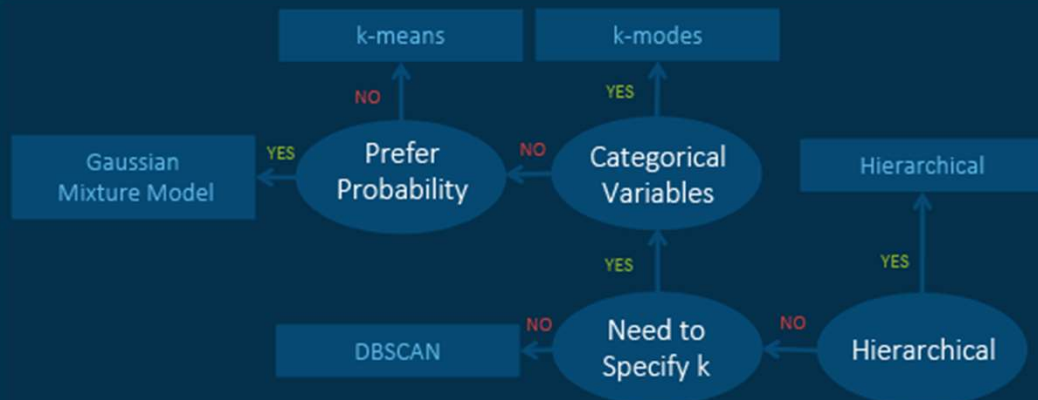 k-means
k-modes
NO
YES
Gaussian
Mixture Model
YES
Prefer
Probability
NO
Categorical
Variables
Hierarchical
YES
YES
DBSCAN
NO
Need to
Specify k
NO
Hierarchical